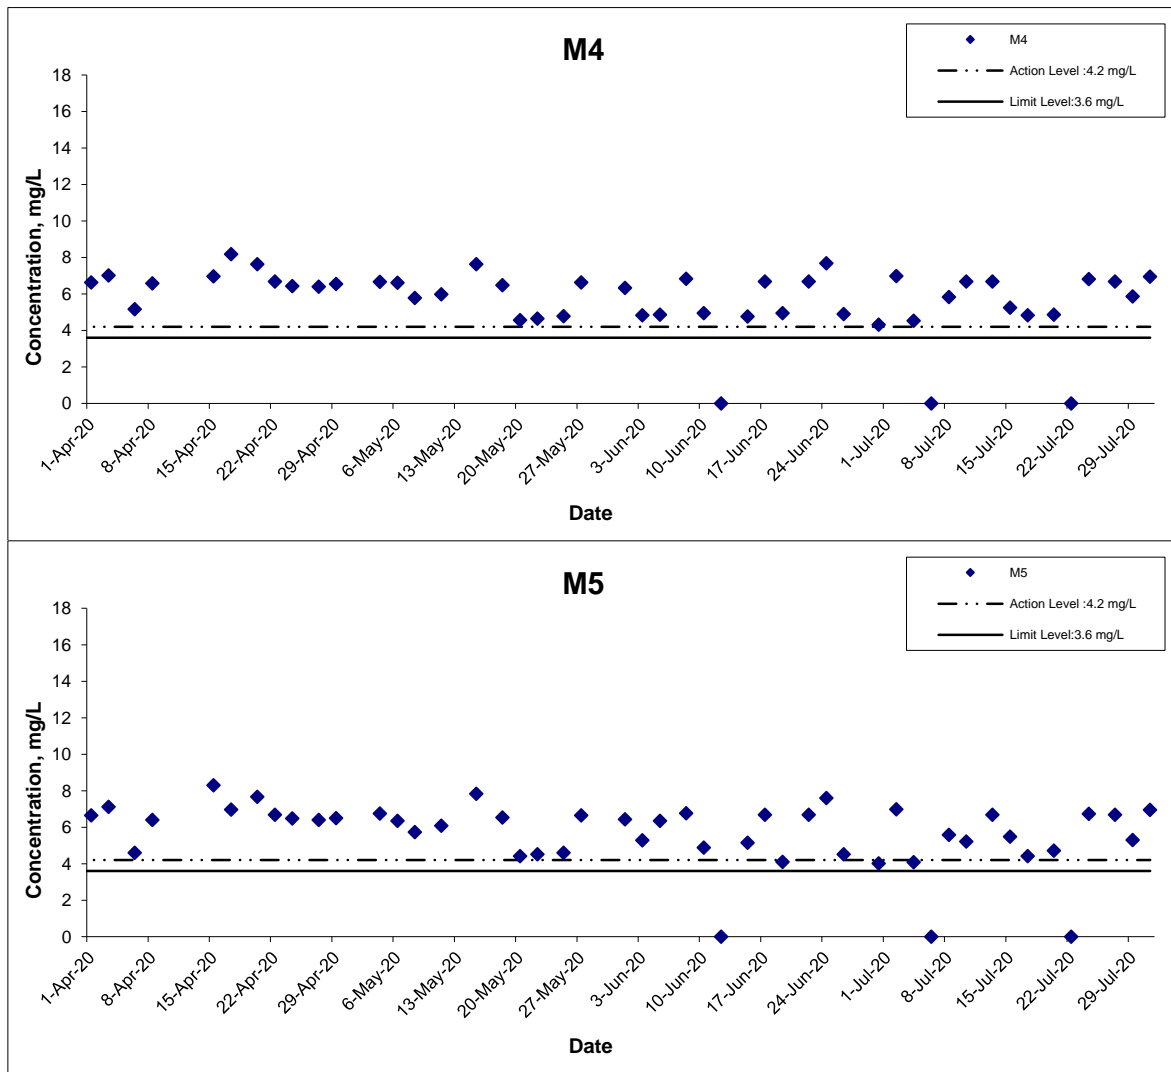 M4
M4
Action Level :4.2 mg/L
Limit Level:3.6 mg/L
Concentration, mg/L
18
16
14
12
10
8
6
4
2
0
1-Apr-20
8-Apr-20
15-Apr-20
22-Apr-20
29-Apr-20
6-May-20
13-May-20
20-May-20
27-May-20
3-Jun-20
10-Jun-20
17-Jun-20
24-Jun-20
1-Jul-20
8-Jul-20
15-Jul-20
22-Jul-20
29-Jul-20
Date
M5
M5
Action Level :4.2 mg/L
Limit Level:3.6 mg/L
Concentration, mg/L
18
16
14
12
10
8
6
4
2
0
1-Apr-20
8-Apr-20
15-Apr-20
22-Apr-20
29-Apr-20
6-May-20
13-May-20
20-May-20
27-May-20
3-Jun-20
10-Jun-20
17-Jun-20
24-Jun-20
1-Jul-20
8-Jul-20
15-Jul-20
22-Jul-20
29-Jul-20
Date